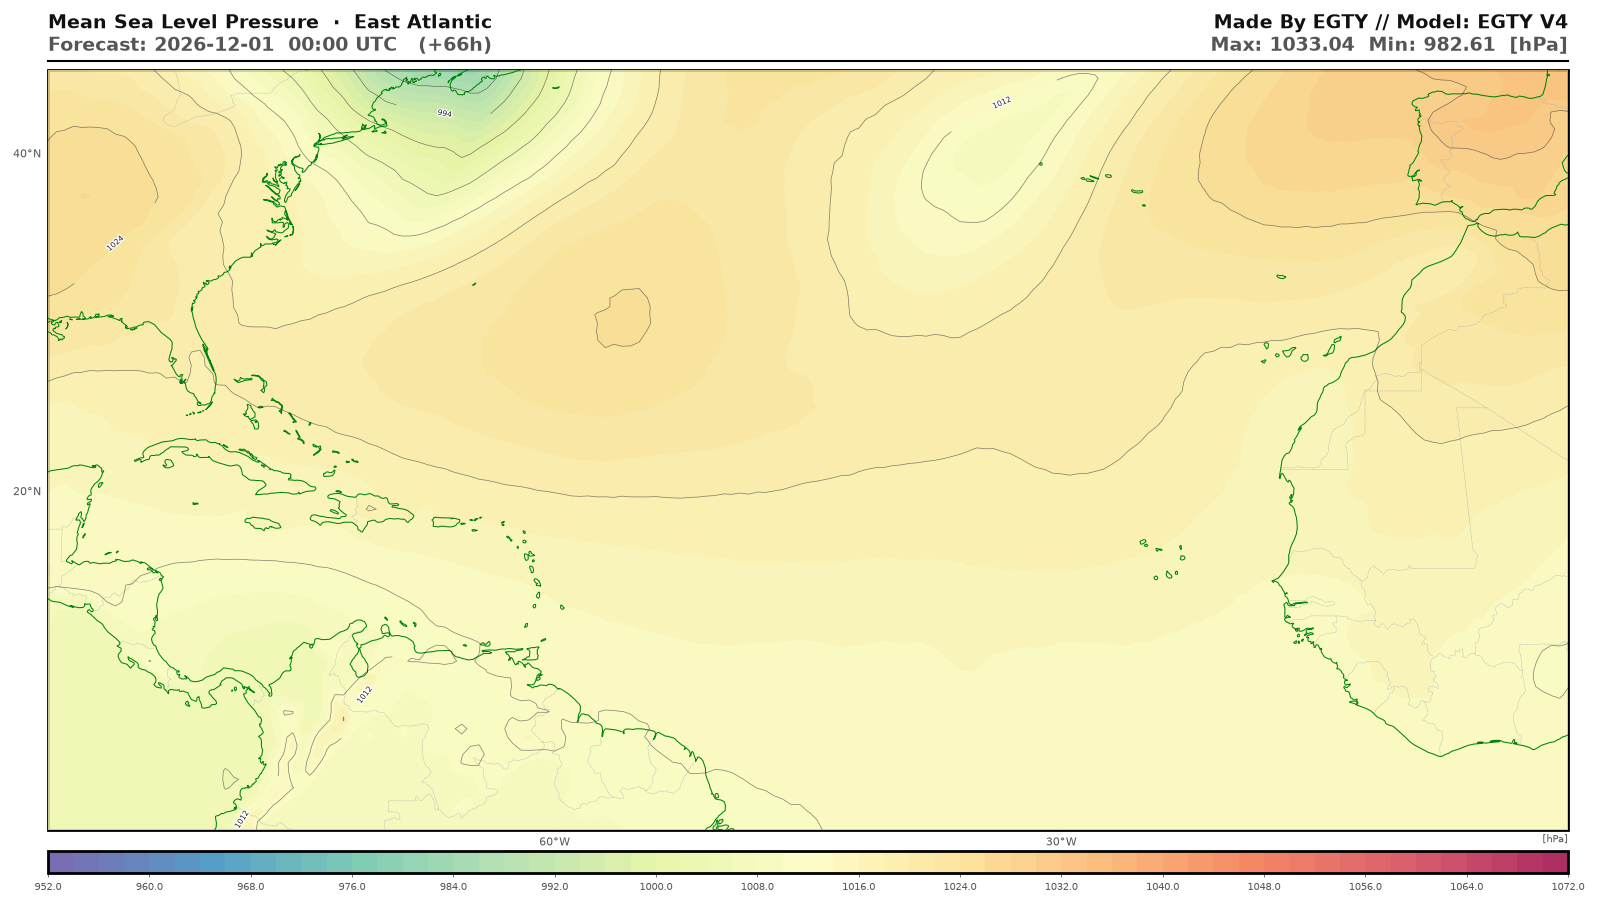 Mean Sea Level Pressure · East Atlantic
Made By EGTY // Model: EGTY V4
Forecast: 2026-12-01 00:00 UTC (+66h)
Max: 1033.04 Min: 982.61 [hPa]
994
1012
40°N
1024
20°N
1012
1012
60°W
30°W
[hPa]
952.0
960.0
968.0
976.0
984.0
992.0
1000.0
1008.0
1016.0
1024.0
1032.0
1040.0
1048.0
1056.0
1064.0
1072.0